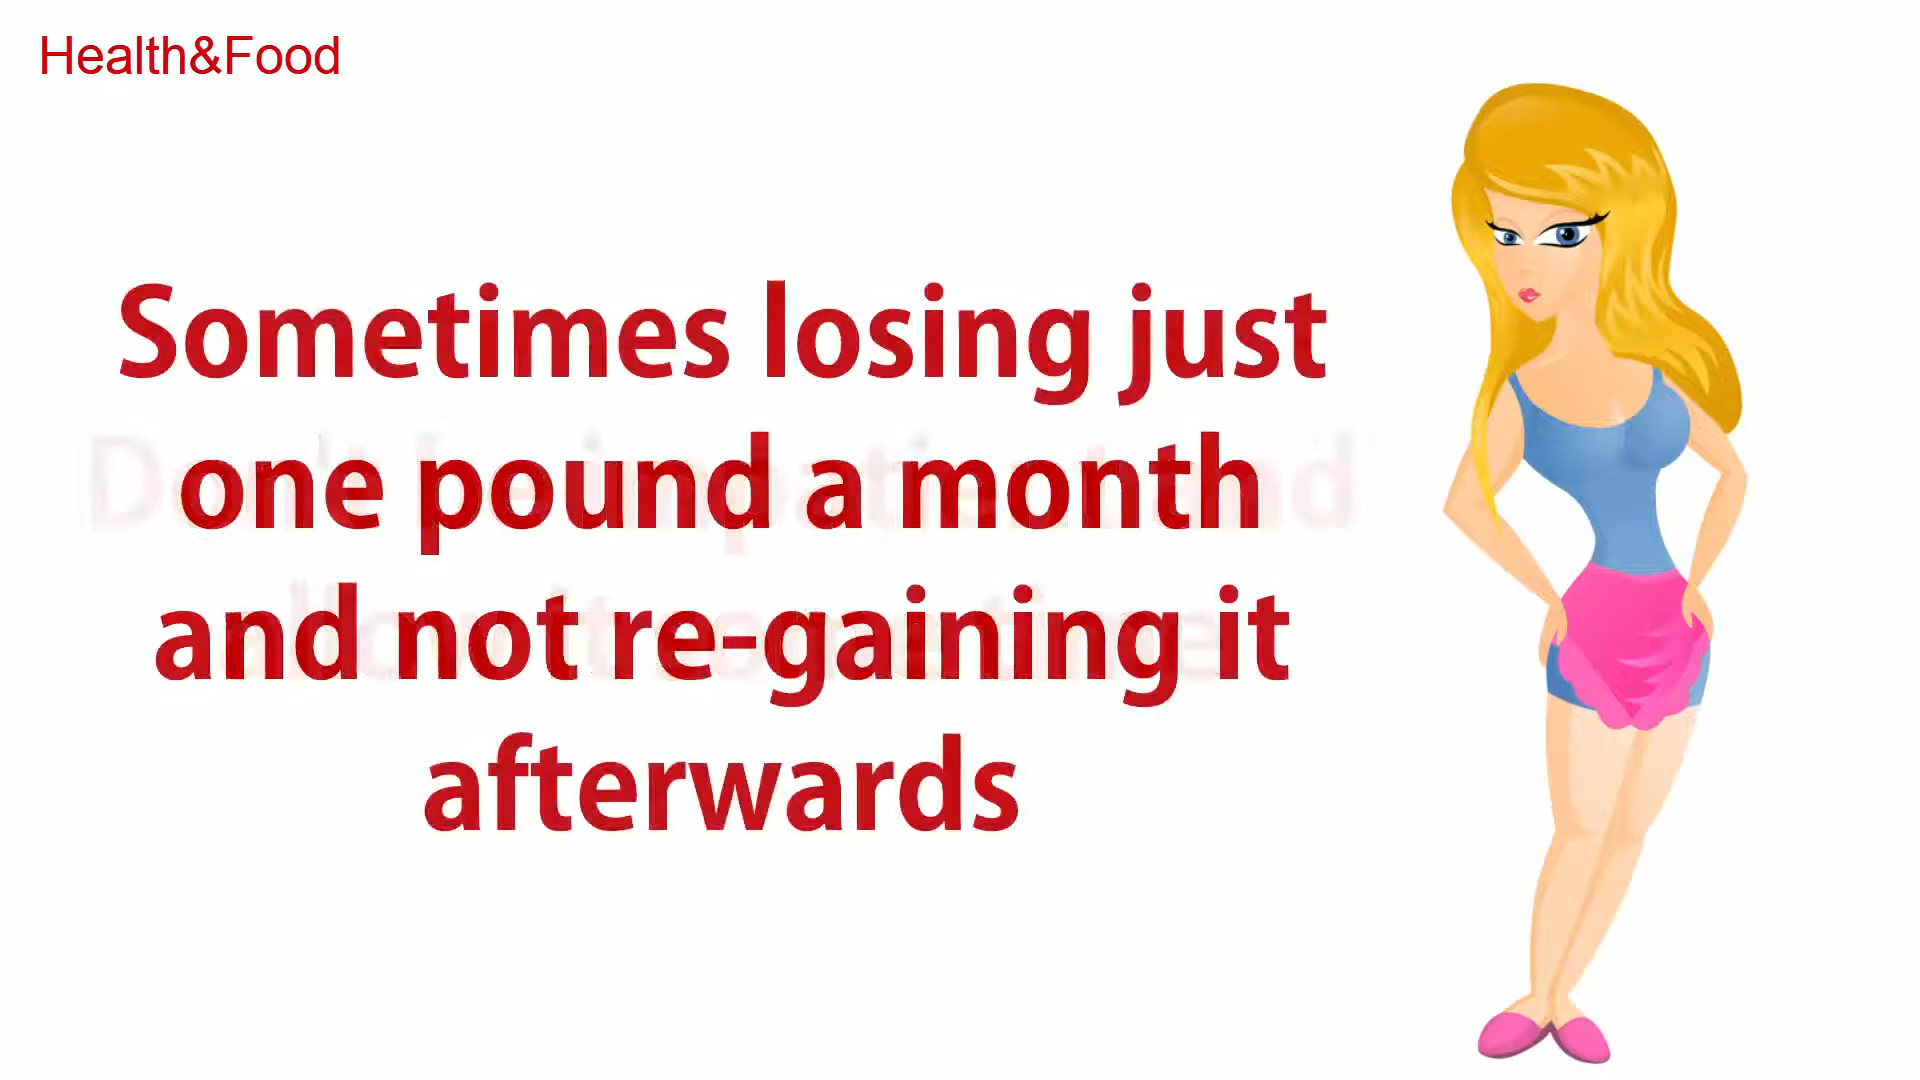 Health&Food
Sometimes losing just
one pound a month
and not re-gaining it
afterwards